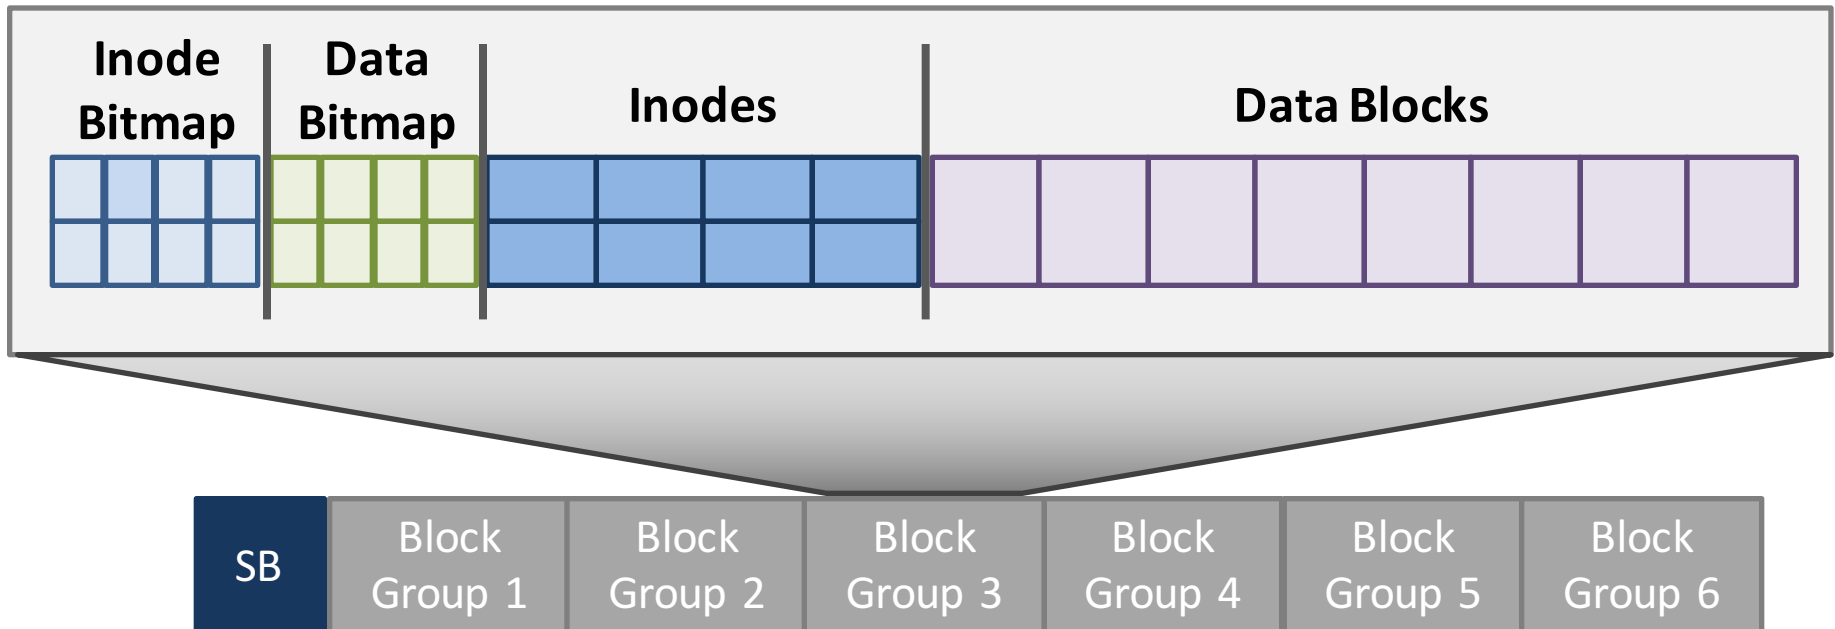 Inode
Bitmap
Data
Bitmap
Inodes
Data Blocks
SB
Block
Group 1
Block
Group 2
Block
Group 3
Block
Group 4
Block
Group 5
Block
Group 6